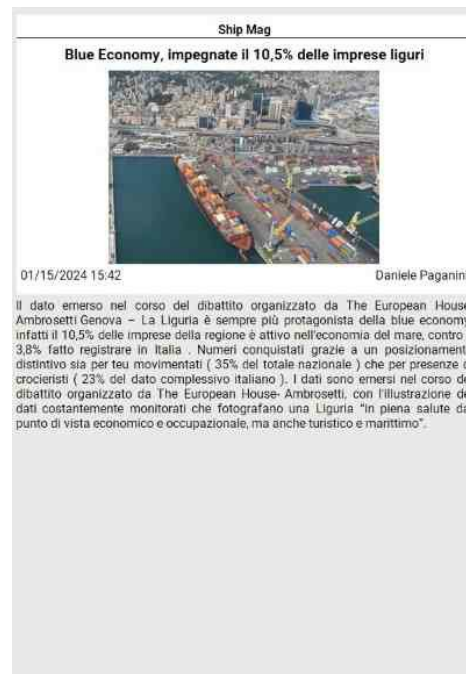 Ship Mag
Blue Economy, impegnate il 10,5% delle imprese liguri
01/15/2024 15:42 Daniele Paganin
Il dato emerso nel corso del dibattito organizzato da The European House
Ambrosetti Genova – La Liguria è sempre più protagonista della blue economy
infatti il 10,5% delle imprese della regione è attivo nell'economia del mare, contro
3,8% fatto registrare in Italia . Numeri conquistati grazie a un posizionament
distintivo sia per teu movimentati ( 35% del totale nazionale ) che per presenze d
crocieristi ( 23% del dato complessivo italiano ). I dati sono emersi nel corso de
dibattito organizzato da The European House- Ambrosetti, con l'illustrazione de
dati costantemente monitorati che fotografano una Liguria "in piena salute da
punto di vista economico e occupazionale, ma anche turistico e marittimo".